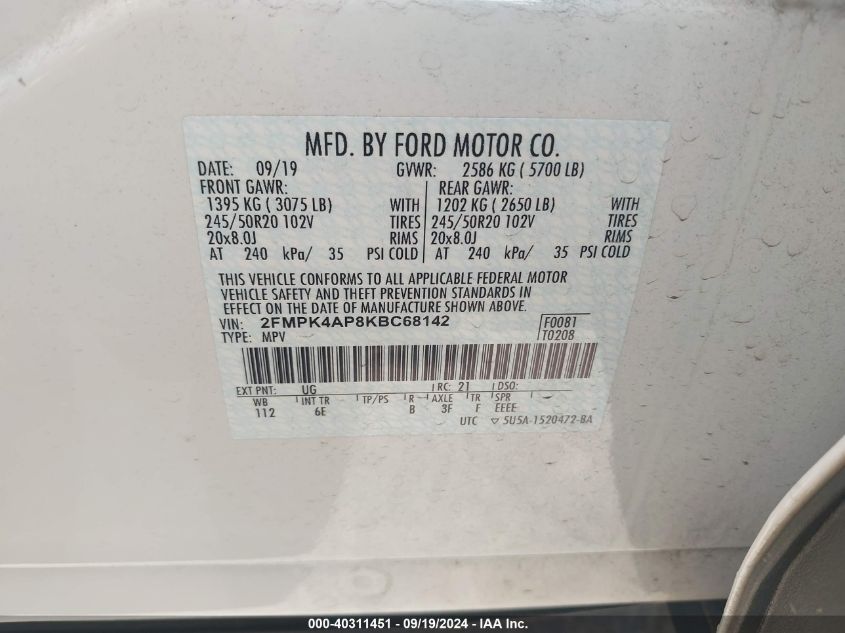 MFD. BY FORD MOTOR CO.
DATE: 09/19 GVWR: 2586 KG ( 5700 LB)
FRONT GAWR: REAR GAWR:
1395 KG ( 3075 LB) WITH 1202 KG ( 2650 LB) WITH
245/50R20 102V TIRES 245/50R20 102V TIRES
20x8.0J RIMS 20x8.0J RIMS
AT 240 kPa/ 35 PSI COLD AT 240 kPa/ 35 PSI COLD
THIS VEHICLE CONFORMS TO ALL APPLICABLE FEDERAL MOTOR
VEHICLE SAFETY AND THEFT PREVENTION STANDARDS IN
EFFECT ON THE DATE OF MANUFACTURE SHOWN ABOVE.
VIN: 2FMPK4AP8KBC68142 F0081
TYPE: MPV T0208
EXT PNT: UG RC: 21 DSO:
WB INT TR TP/PS R AXLE TR SPR
112 6E B 3F F EEEE
UTC ▽ 5U5A-1520472-BA
000-40311451 - 09/19/2024 - IAA Inc.